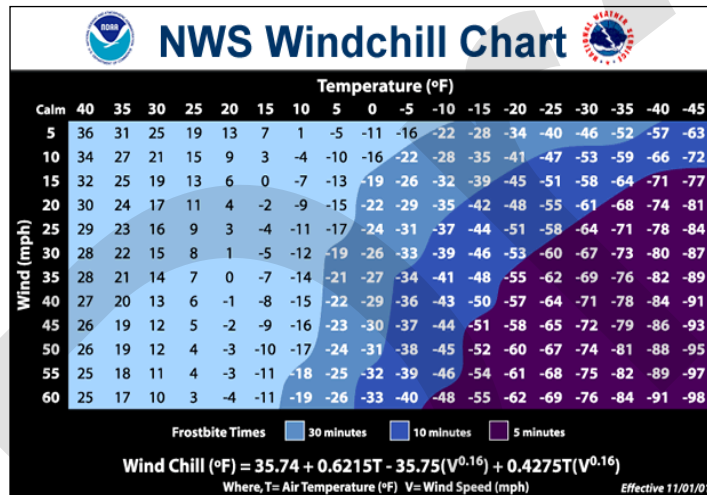 NWS Windchill Chart
Temperature (ºF)
Calm 40 35 30 25 20 15 10 5 0 -5 -10 -15 -20 -25 -30 -35 -40 -45
5 36 31 25 19 13 7 1 -5 -11 -16 -22 -28 -34 -40 -46 -52 -57 -63
10 34 27 21 15 9 3 -4 -10 -16 -22 -28 -35 -41 -47 -53 -59 -66 -72
15 32 25 19 13 6 0 -7 -13 -19 -26 -32 -39 -45 -51 -58 -64 -71 -77
20 30 24 17 11 4 -2 -9 -15 -22 -29 -35 -42 -48 -55 -61 -68 -74 -81
25 29 23 16 9 3 -4 -11 -17 -24 -31 -37 -44 -51 -58 -64 -71 -78 -84
30 28 22 15 8 1 -5 -12 -19 -26 -33 -39 -46 -53 -60 -67 -73 -80 -87
35 28 21 14 7 0 -7 -14 -21 -27 -34 -41 -48 -55 -62 -69 -76 -82 -89
40 27 20 13 6 -1 -8 -15 -22 -29 -36 -43 -50 -57 -64 -71 -78 -84 -91
45 26 19 12 5 -2 -9 -16 -23 -30 -37 -44 -51 -58 -65 -72 -79 -86 -93
50 26 19 12 4 -3 -10 -17 -24 -31 -38 -45 -52 -60 -67 -74 -81 -88 -95
55 25 18 11 4 -3 -11 -18 -25 -32 -39 -46 -54 -61 -68 -75 -82 -89 -97
60 25 17 10 3 -4 -11 -19 -26 -33 -40 -48 -55 -62 -69 -76 -84 -91 -98
Wind (mph)
Frostbite Times 30 minutes 10 minutes 5 minutes
Wind Chill (ºF) = 35.74 + 0.6215T - 35.75(V0.16) + 0.4275T(V0.16)
Where, T= Air Temperature (ºF) V= Wind Speed (mph)
Effective 11/01/0